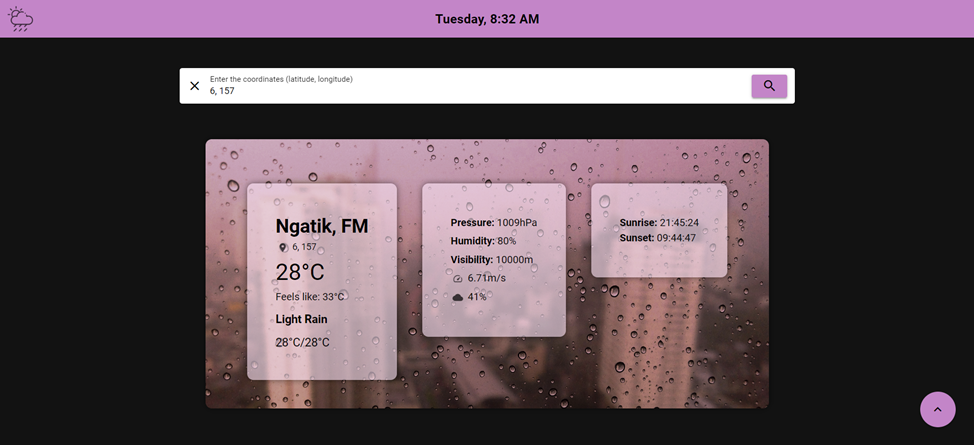 Tuesday, 8:32 AM
Enter the coordinates (latitude, longitude)
6, 157
Ngatik, FM
6, 157
28°C
Feels like: 33°C
Light Rain
28°C/28°C
Pressure: 1009hPa
Humidity: 80%
Visibility: 10000m
6.71m/s
41%
Sunrise: 21:45:24
Sunset: 09:44:47